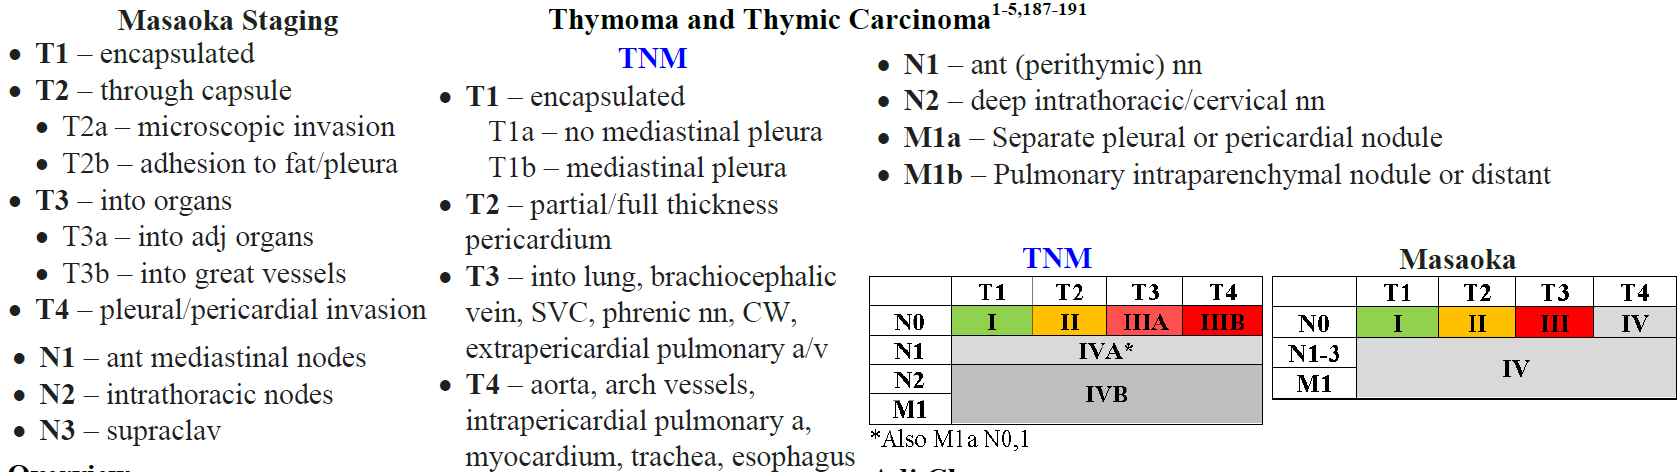 Masaoka Staging
• T1 – encapsulated
• T2 – through capsule
• T2a – microscopic invasion
• T2b – adhesion to fat/pleura
• T3 – into organs
• T3a – into adj organs
• T3b – into great vessels
• T4 – pleural/pericardial invasion
• N1 – ant mediastinal nodes
• N2 – intrathoracic nodes
• N3 – supraclav
Thymoma and Thymic Carcinoma1-5,187-191
TNM
• T1 – encapsulated
T1a – no mediastinal pleura
T1b – mediastinal pleura
• T2 – partial/full thickness
pericardium
• T3 – into lung, brachiocephalic
vein, SVC, phrenic nn, CW,
extrapericardial pulmonary a/v
• T4 – aorta, arch vessels,
intrapericardial pulmonary a,
myocardium, trachea, esophagus
• N1 – ant (perithymic) nn
• N2 – deep intrathoracic/cervical nn
• M1a – Separate pleural or pericardial nodule
• M1b – Pulmonary intraparenchymal nodule or distant
TNM
T1 T2 T3 T4
N0 I II IIIA IIIB
N1 IVA*
N2
IVB
M1
*Also M1a N0,1
Masaoka
T1 T2 T3 T4
N0 I II III IV
N1-3
IV
M1